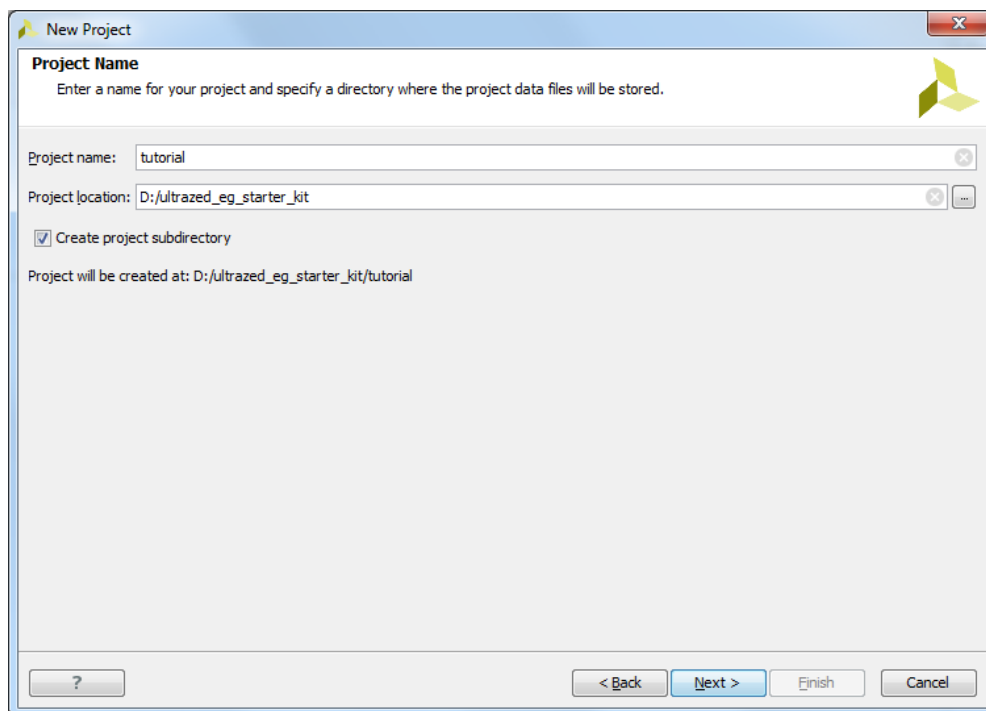 New Project
Project Name
Enter a name for your project and specify a directory where the project data files will be stored.
Project name: tutorial
Project location: D:/ultrazed_eg_starter_kit ...
Create project subdirectory
Project will be created at: D:/ultrazed_eg_starter_kit/tutorial
? < Back Next > Finish Cancel